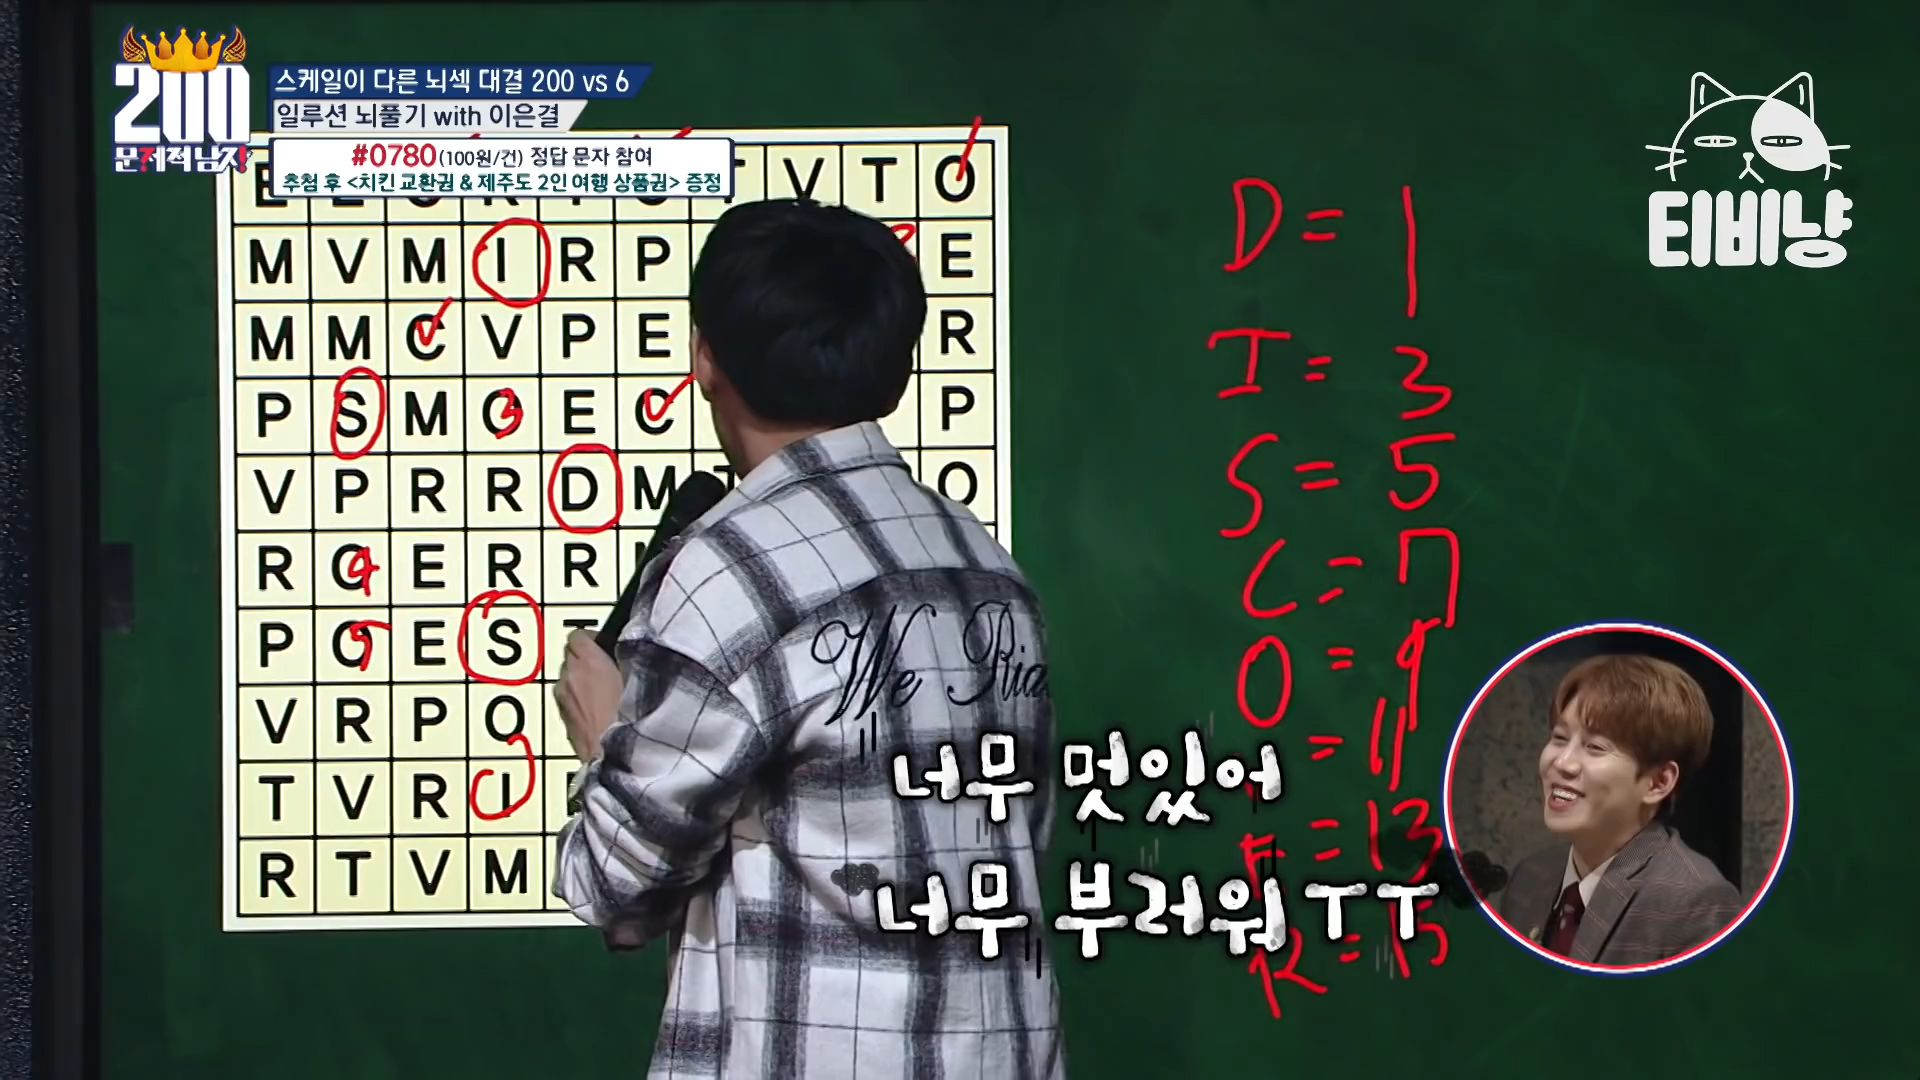 200
문제적남자
스케일이 다른 뇌섹 대결 200 vs 6
일루션 뇌풀기 with 이은결
#0780(100원/건) 정답 문자 참여
추첨 후 <치킨 교환권 & 제주도 2인 여행 상품권> 증정
티비냥
V T O
M V M I R P E
M M C V P E R
P S M E C P
V P R R D M
R E R R
P E S
V R P
T V R I
R T V M
D = 1
I = 3
S = 5
C = 7
O = 9
= 11
= 13
R = 15
We
너무 멋있어
너무 부러워 ㅜㅜ